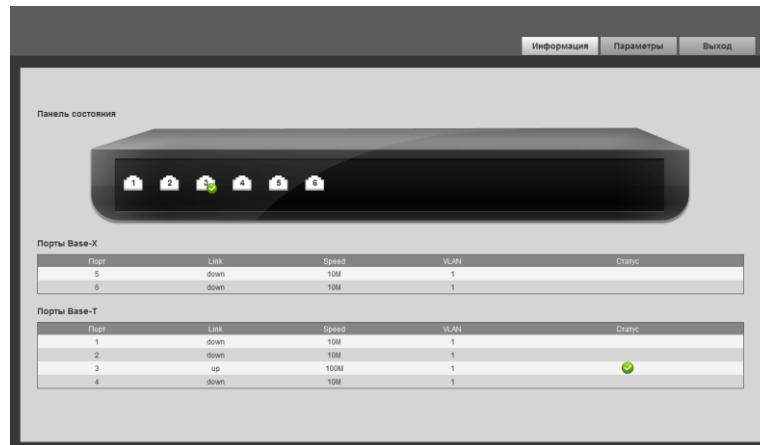 Информация Параметры Выход
Панель состояния
1 2 3 4 5 6
Порты Base-X
Порт Link Speed VLAN Статус
5 down 10M 1
6 down 10M 1
Порты Base-T
Порт Link Speed VLAN Статус
1 down 10M 1
2 down 10M 1
3 up 100M 1
4 down 10M 1